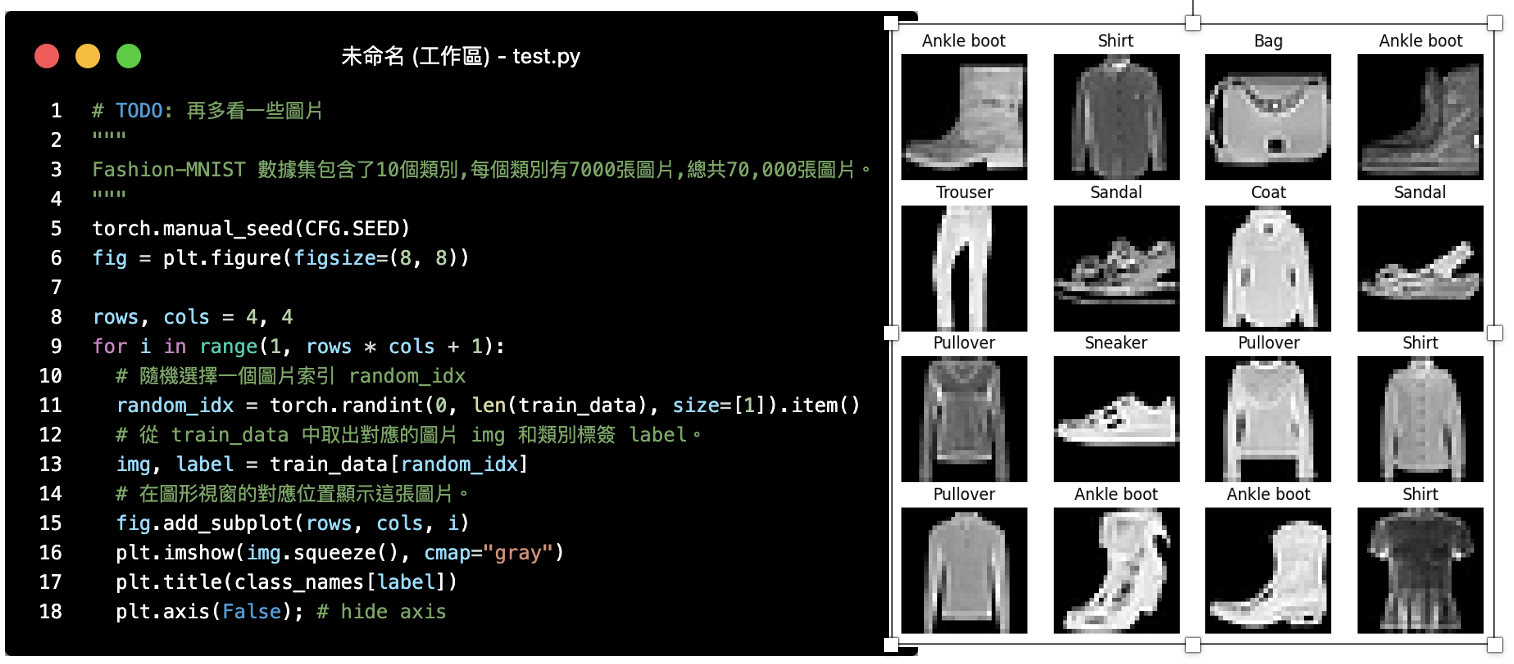 未命名 (工作區) - test.py
1 # TODO: 再多看一些圖片
2 """
3 Fashion-MNIST 數據集包含了10個類別,每個類別有7000張圖片,總共70,000張圖片。
4 """
5 torch.manual_seed(CFG.SEED)
6 fig = plt.figure(figsize=(8, 8))
7
8 rows, cols = 4, 4
9 for i in range(1, rows * cols + 1):
10   # 隨機選擇一個圖片索引 random_idx
11   random_idx = torch.randint(0, len(train_data), size=[1]).item()
12   # 從 train_data 中取出對應的圖片 img 和類別標簽 label。
13   img, label = train_data[random_idx]
14   # 在圖形視窗的對應位置顯示這張圖片。
15   fig.add_subplot(rows, cols, i)
16   plt.imshow(img.squeeze(), cmap="gray")
17   plt.title(class_names[label])
18   plt.axis(False); # hide axis
Ankle boot Shirt Bag Ankle boot
Trouser Sandal Coat Sandal
Pullover Sneaker Pullover Shirt
Pullover Ankle boot Ankle boot Shirt